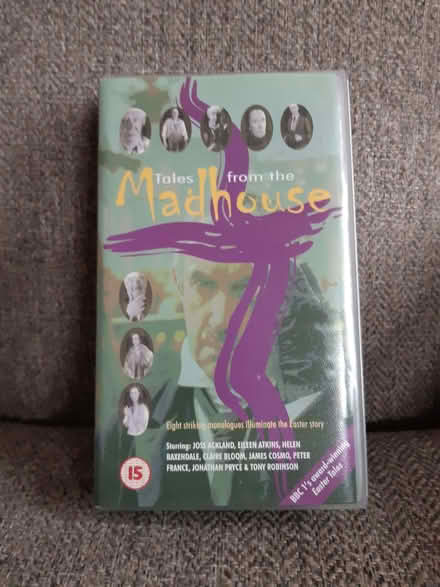 Tales from the
Madhouse
Eight striking monologues illuminate the Easter story
Starring: JOSS ACKLAND, EILEEN ATKINS, HELEN
BAXENDALE, CLAIRE BLOOM, JAMES COSMO, PETER
FRANCE, JONATHAN PRYCE & TONY ROBINSON
15
BBC 1's award-winning
Easter Tales